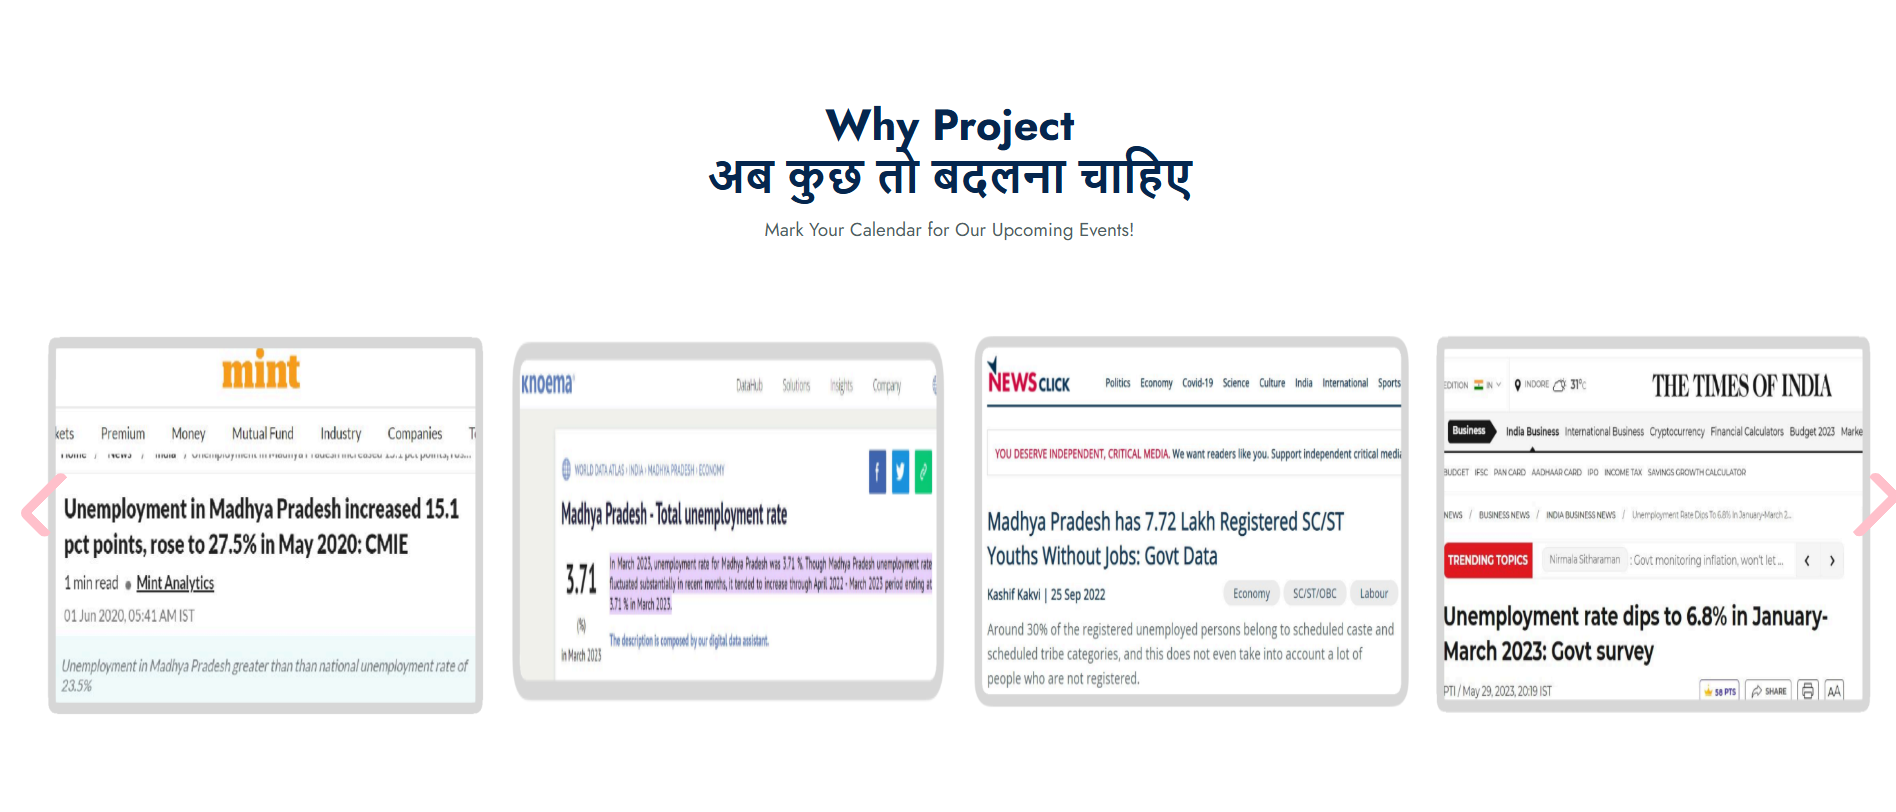 Why Project
अब कुछ तो बदलना चाहिए
Mark Your Calendar for Our Upcoming Events!
mint
kets Premium Money Mutual Fund Industry Companies
Home / News / India / Unemployment in Madhya Pradesh increased 15.1 pct points, ros...
Unemployment in Madhya Pradesh increased 15.1
pct points, rose to 27.5% in May 2020: CMIE
1 min read • Mint Analytics
01 Jun 2020, 05:41 AM IST
Unemployment in Madhya Pradesh greater than than national unemployment rate of
23.5%
knoema
DataHub Solutions Insights Company
WORLD DATA ATLAS › INDIA › MADHYA PRADESH › ECONOMY
Madhya Pradesh - Total unemployment rate
3.71
(%)
in March 2023
In March 2023, unemployment rate for Madhya Pradesh was 3.71 %. Though Madhya Pradesh unemployment rate
fluctuated substantially in recent months, it tended to increase through April 2022 - March 2023 period ending at
3.71 % in March 2023.
The description is composed by our digital data assistant.
NEWSCLICK
Politics Economy Covid-19 Science Culture India International Sports
YOU DESERVE INDEPENDENT, CRITICAL MEDIA. We want readers like you. Support independent critical media
Madhya Pradesh has 7.72 Lakh Registered SC/ST
Youths Without Jobs: Govt Data
Kashif Kakvi | 25 Sep 2022
Economy SC/ST/OBC Labour
Around 30% of the registered unemployed persons belong to scheduled caste and
scheduled tribe categories, and this does not even take into account a lot of
people who are not registered.
EDITION IN INDORE 31°C
THE TIMES OF INDIA
Business India Business International Business Cryptocurrency Financial Calculators Budget 2023 Marke
BUDGET IFSC PAN CARD AADHAAR CARD IPO INCOME TAX SAVINGS GROWTH CALCULATOR
NEWS / BUSINESS NEWS / INDIA BUSINESS NEWS / Unemployment Rate Dips To 6.8% In January-March 2...
TRENDING TOPICS Nirmala Sitharaman : Govt monitoring inflation, won't let ...
Unemployment rate dips to 6.8% in January-
March 2023: Govt survey
PTI / May 29, 2023, 20:19 IST
58 PTS SHARE AA